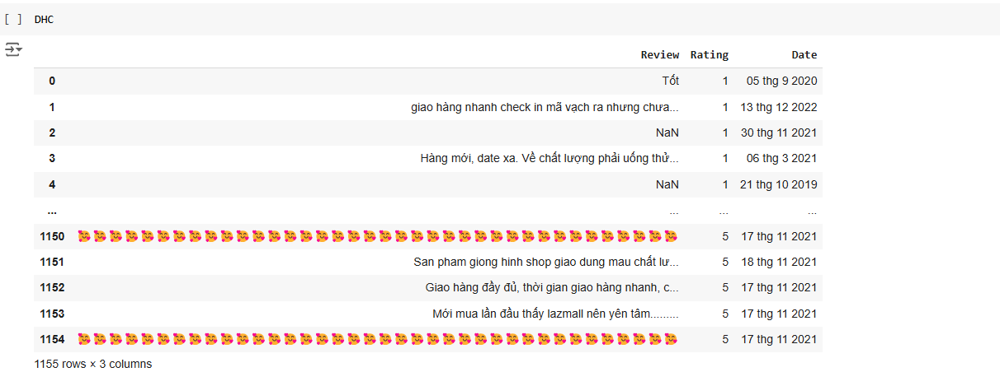 [ ] DHC
Review Rating Date
0 Tốt 1 05 thg 9 2020
1 giao hàng nhanh check in mã vạch ra nhưng chưa... 1 13 thg 12 2022
2 NaN 1 30 thg 11 2021
3 Hàng mới, date xa. Về chất lượng phải uống thử... 1 06 thg 3 2021
4 NaN 1 21 thg 10 2019
... ... ... ...
1150 🥰🥰🥰🥰🥰🥰🥰🥰🥰🥰🥰🥰🥰🥰🥰🥰🥰🥰🥰🥰🥰🥰🥰🥰🥰🥰🥰🥰🥰🥰🥰🥰🥰🥰🥰🥰🥰🥰 5 17 thg 11 2021
1151 San pham giong hinh shop giao dung mau chất lư... 5 18 thg 11 2021
1152 Giao hàng đầy đủ, thời gian giao hàng nhanh, c... 5 17 thg 11 2021
1153 Mới mua lần đầu thấy lazmall nên yên tâm......... 5 17 thg 11 2021
1154 🥰🥰🥰🥰🥰🥰🥰🥰🥰🥰🥰🥰🥰🥰🥰🥰🥰🥰🥰🥰🥰🥰🥰🥰🥰🥰🥰🥰🥰🥰🥰🥰🥰🥰🥰🥰🥰🥰 5 17 thg 11 2021
1155 rows × 3 columns